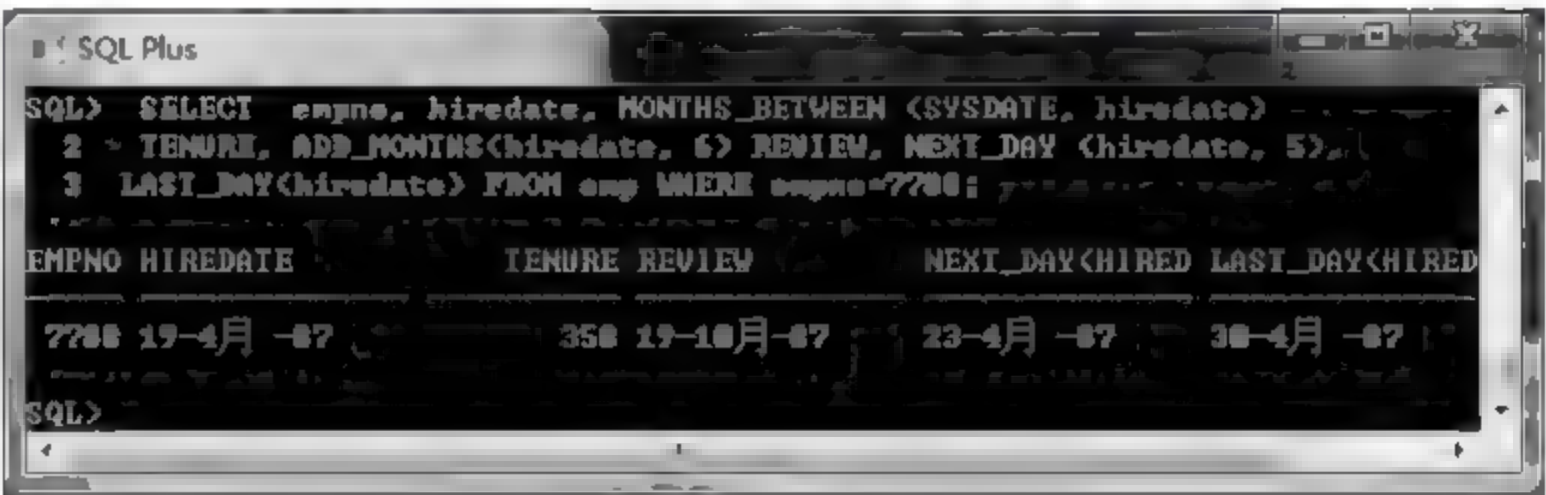 SQL Plus
SQL> SELECT empno, hiredate, MONTHS_BETWEEN (SYSDATE, hiredate)
2 TENURE, ADD_MONTHS(hiredate, 6) REVIEW, NEXT_DAY (hiredate, 5),
3 LAST_DAY(hiredate) FROM emp WHERE empno=7788;
EMPNO HIREDATE TENURE REVIEW NEXT_DAY(HIRED LAST_DAY(HIRED
7788 19-4月 -87 19-10月-87 23-4月 -87 30-4月 -87
SQL>